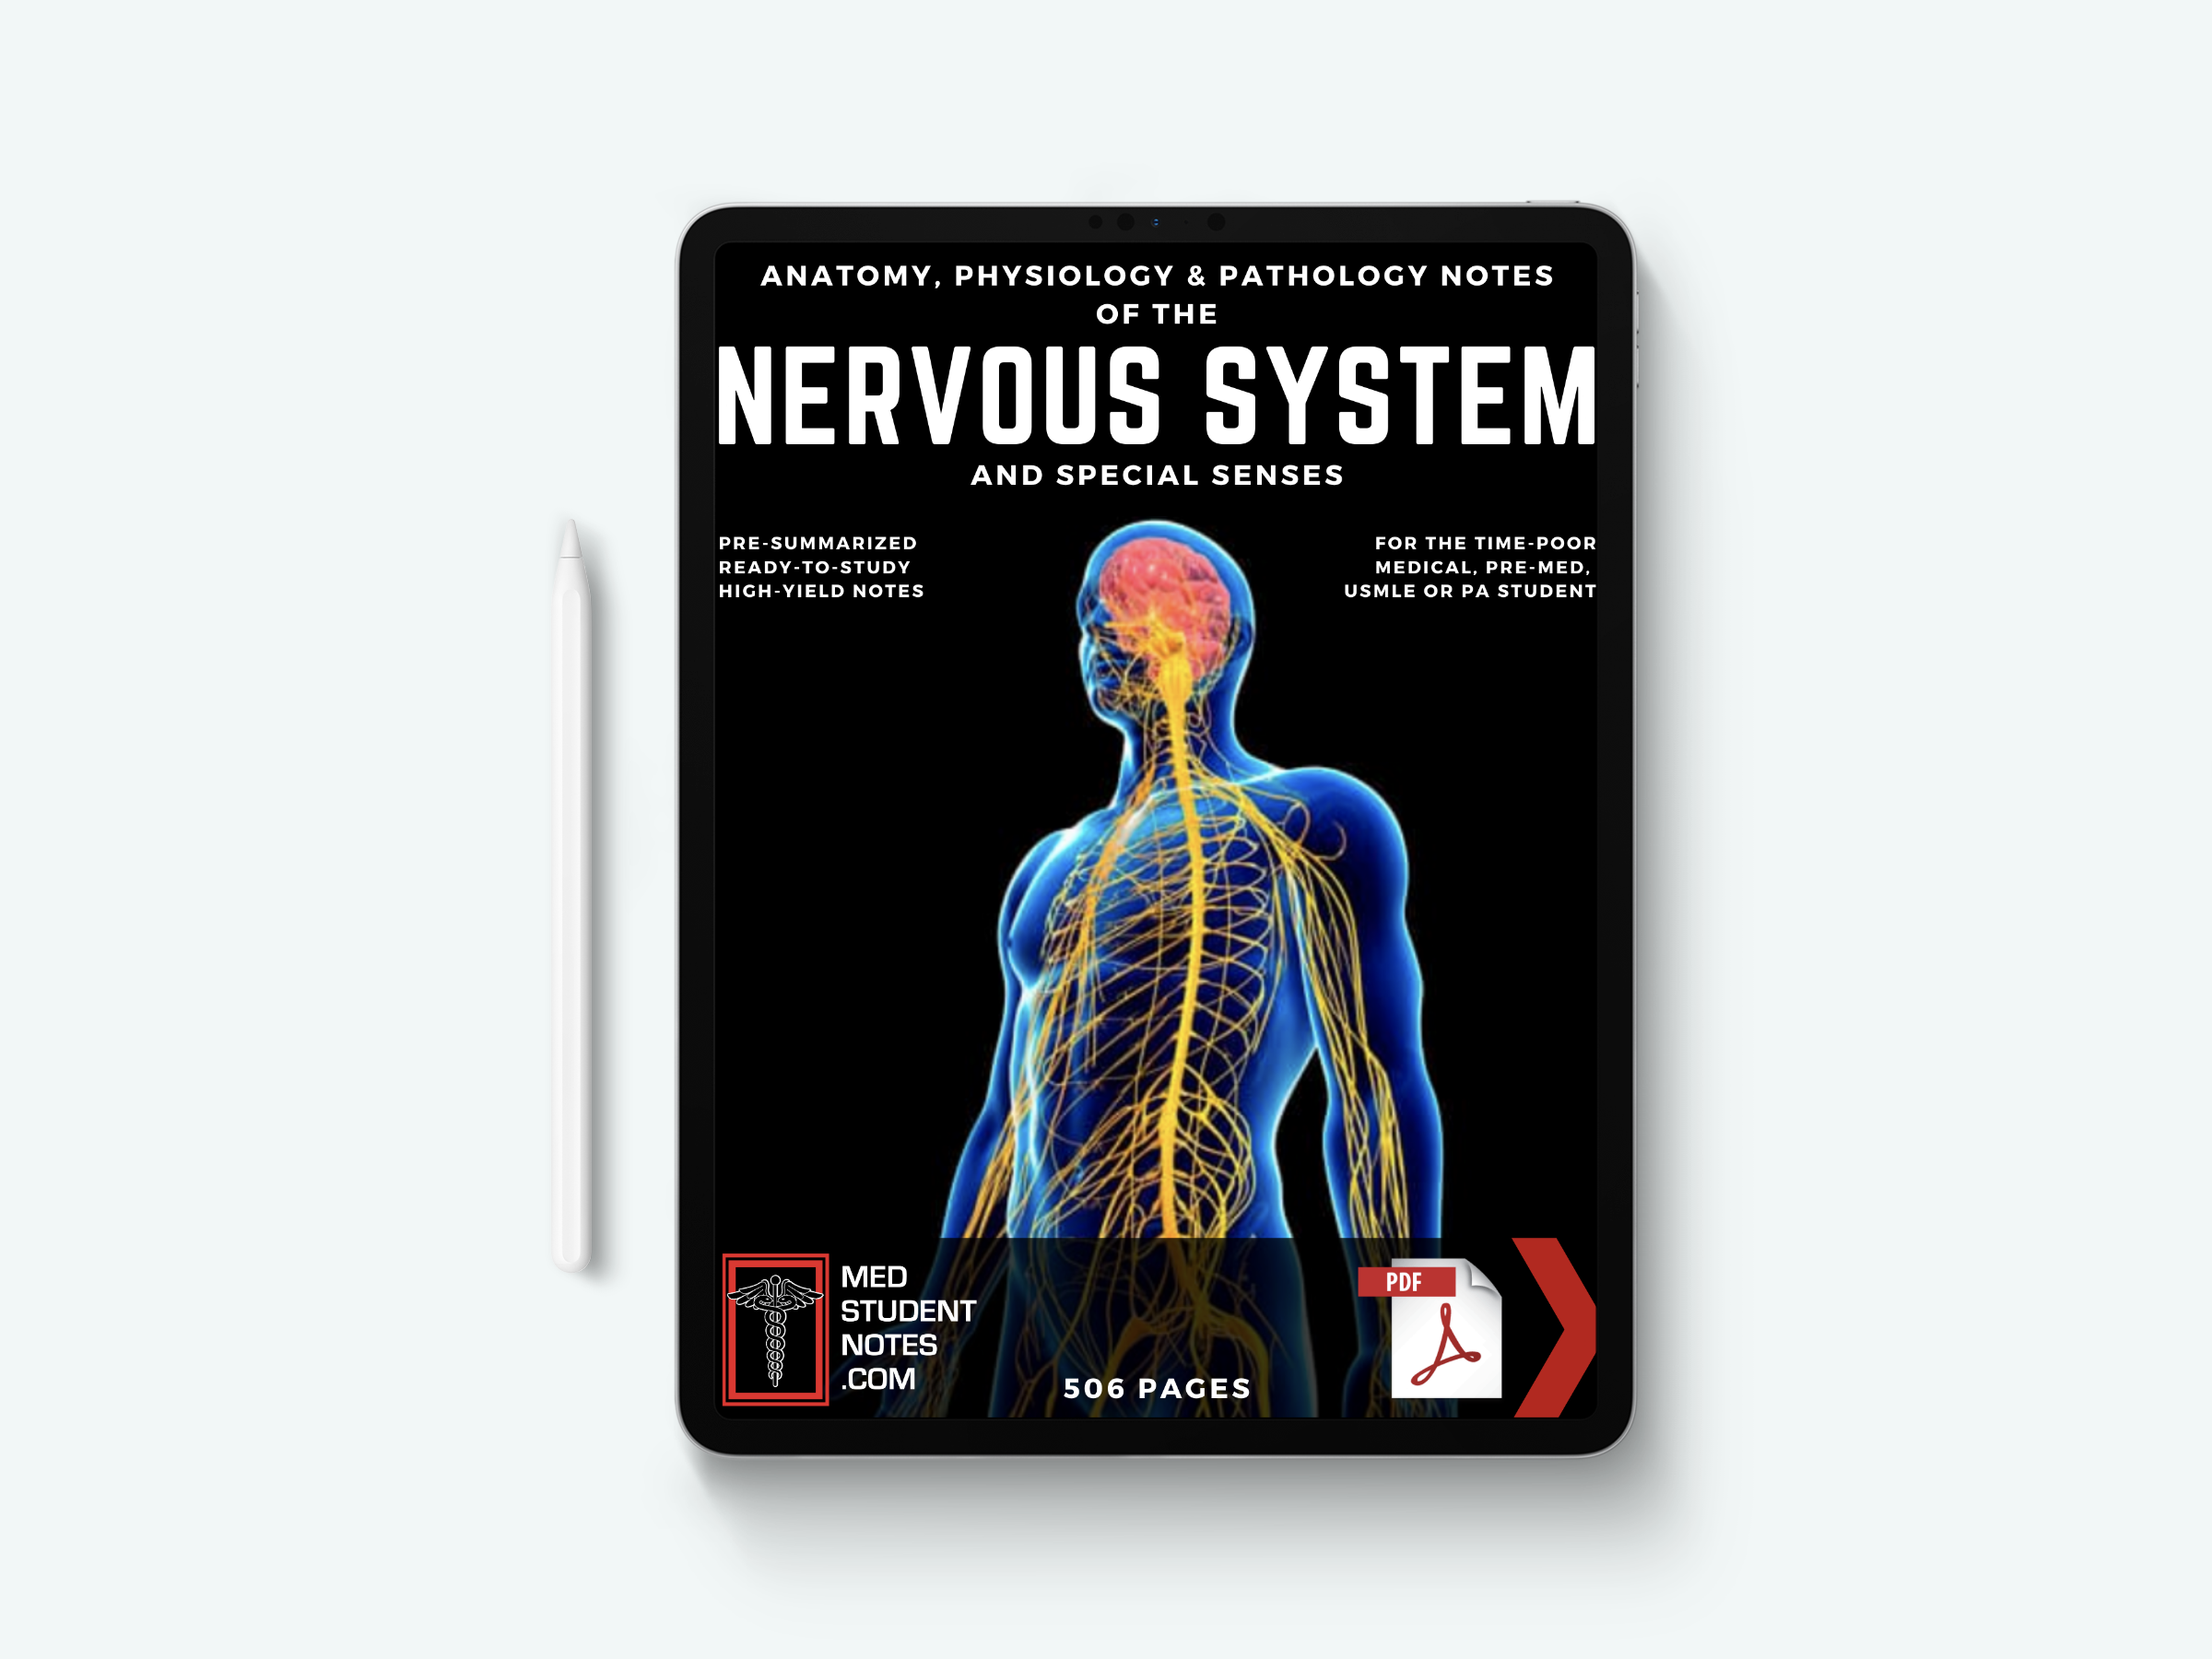 ANATOMY, PHYSIOLOGY & PATHOLOGY NOTES
OF THE
NERVOUS SYSTEM
AND SPECIAL SENSES
PRE-SUMMARIZED
READY-TO-STUDY
HIGH-YIELD NOTES
FOR THE TIME-POOR
MEDICAL, PRE-MED,
USMLE OR PA STUDENT
MED
STUDENT
NOTES
.COM
506 PAGES
PDF